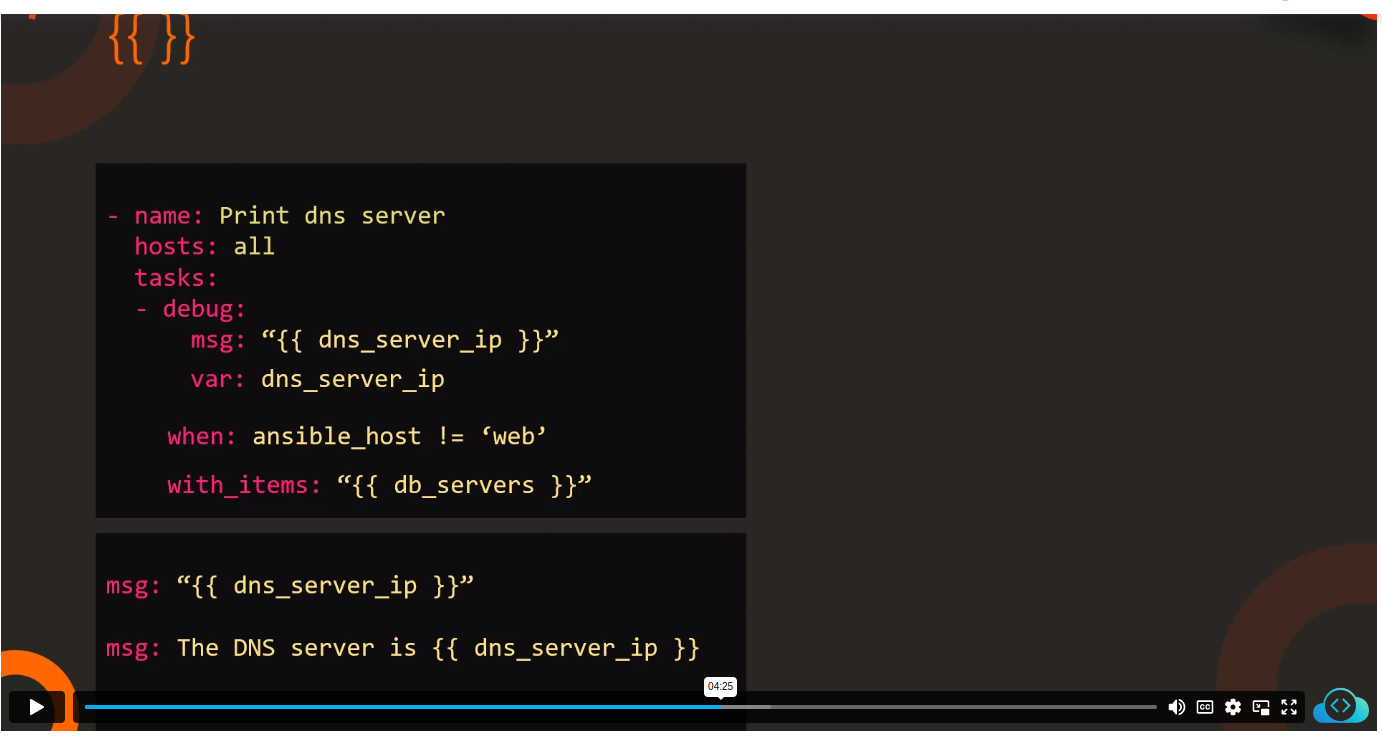 {{ }}
- name: Print dns server
hosts: all
tasks:
- debug:
msg: “{{ dns_server_ip }}”
var: dns_server_ip
when: ansible_host != ‘web’
with_items: “{{ db_servers }}”
msg: “{{ dns_server_ip }}”
msg: The DNS server is {{ dns_server_ip }}
04:25
CC